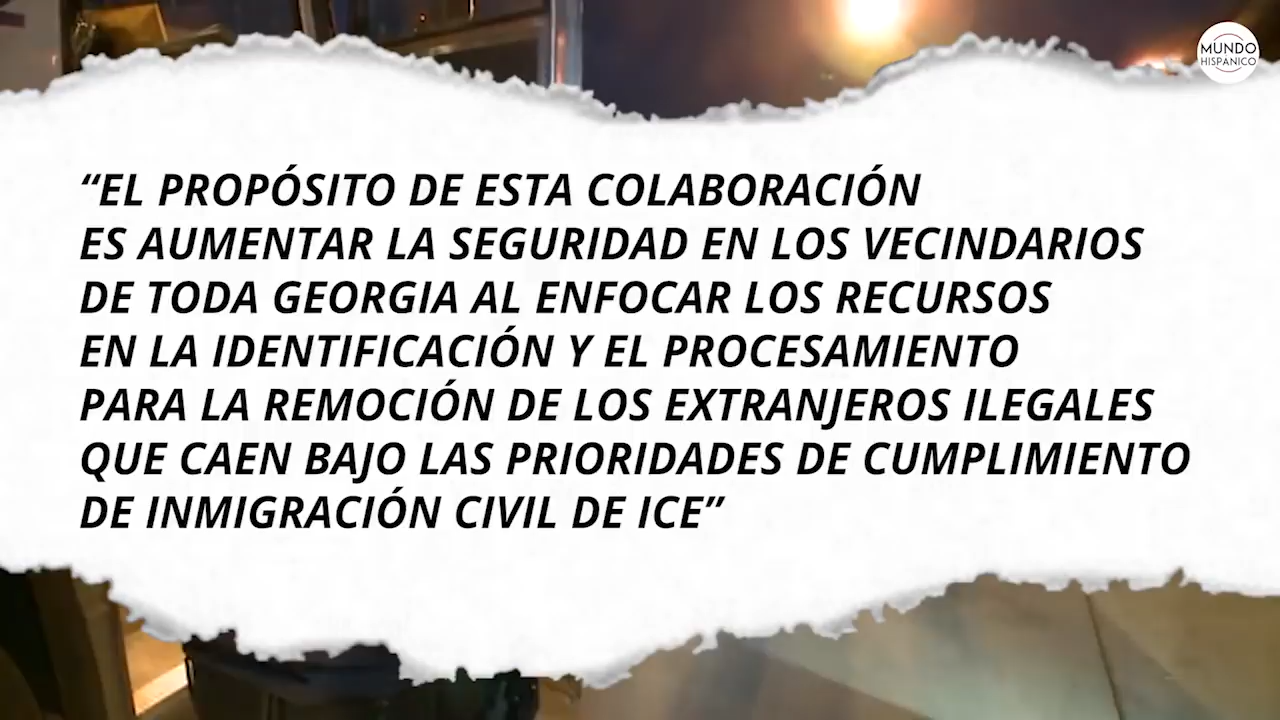 MUNDO
HISPANICO
“EL PROPÓSITO DE ESTA COLABORACIÓN
ES AUMENTAR LA SEGURIDAD EN LOS VECINDARIOS
DE TODA GEORGIA AL ENFOCAR LOS RECURSOS
EN LA IDENTIFICACIÓN Y EL PROCESAMIENTO
PARA LA REMOCIÓN DE LOS EXTRANJEROS ILEGALES
QUE CAEN BAJO LAS PRIORIDADES DE CUMPLIMIENTO
DE INMIGRACIÓN CIVIL DE ICE”